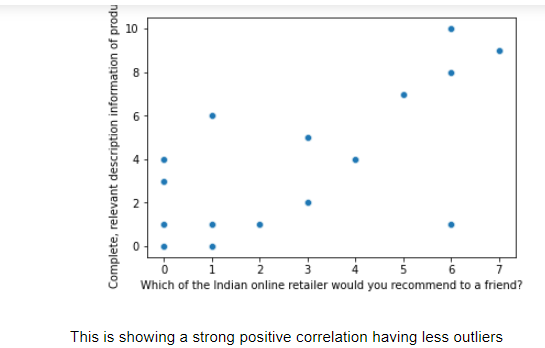 Complete, relevant description information of produ
10
8
6
4
2
0
0 1 2 3 4 5 6 7
Which of the Indian online retailer would you recommend to a friend?
This is showing a strong positive correlation having less outliers